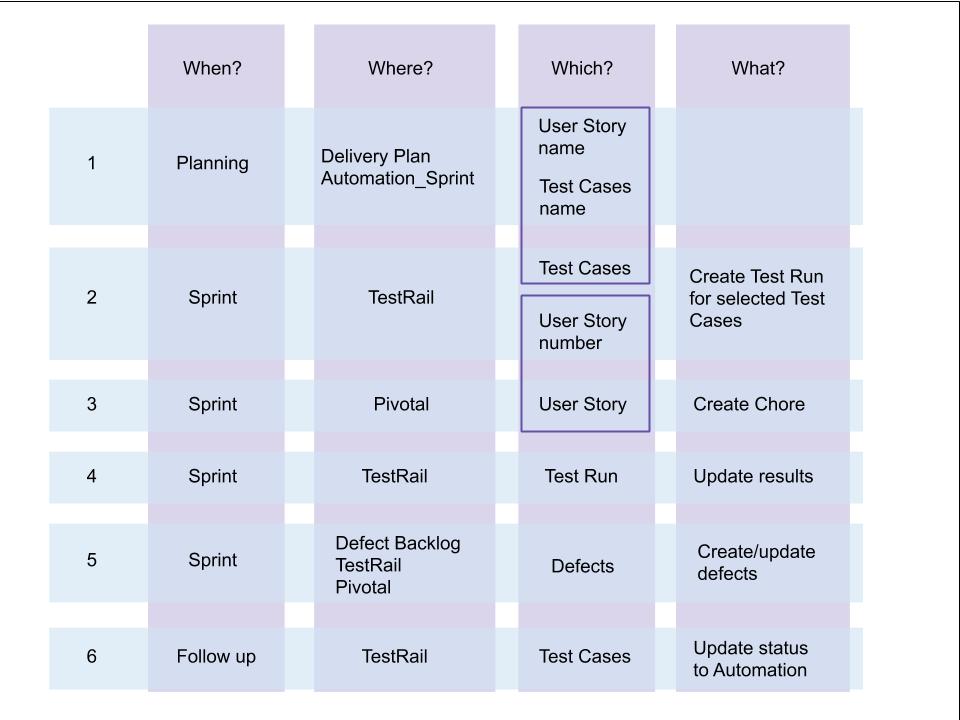 When?
Where?
Which?
What?
1
Planning
Delivery Plan
Automation_Sprint
User Story
name
Test Cases
name
2
Sprint
TestRail
Test Cases
User Story
number
Create Test Run
for selected Test
Cases
3
Sprint
Pivotal
User Story
Create Chore
4
Sprint
TestRail
Test Run
Update results
5
Sprint
Defect Backlog
TestRail
Pivotal
Defects
Create/update
defects
6
Follow up
TestRail
Test Cases
Update status
to Automation